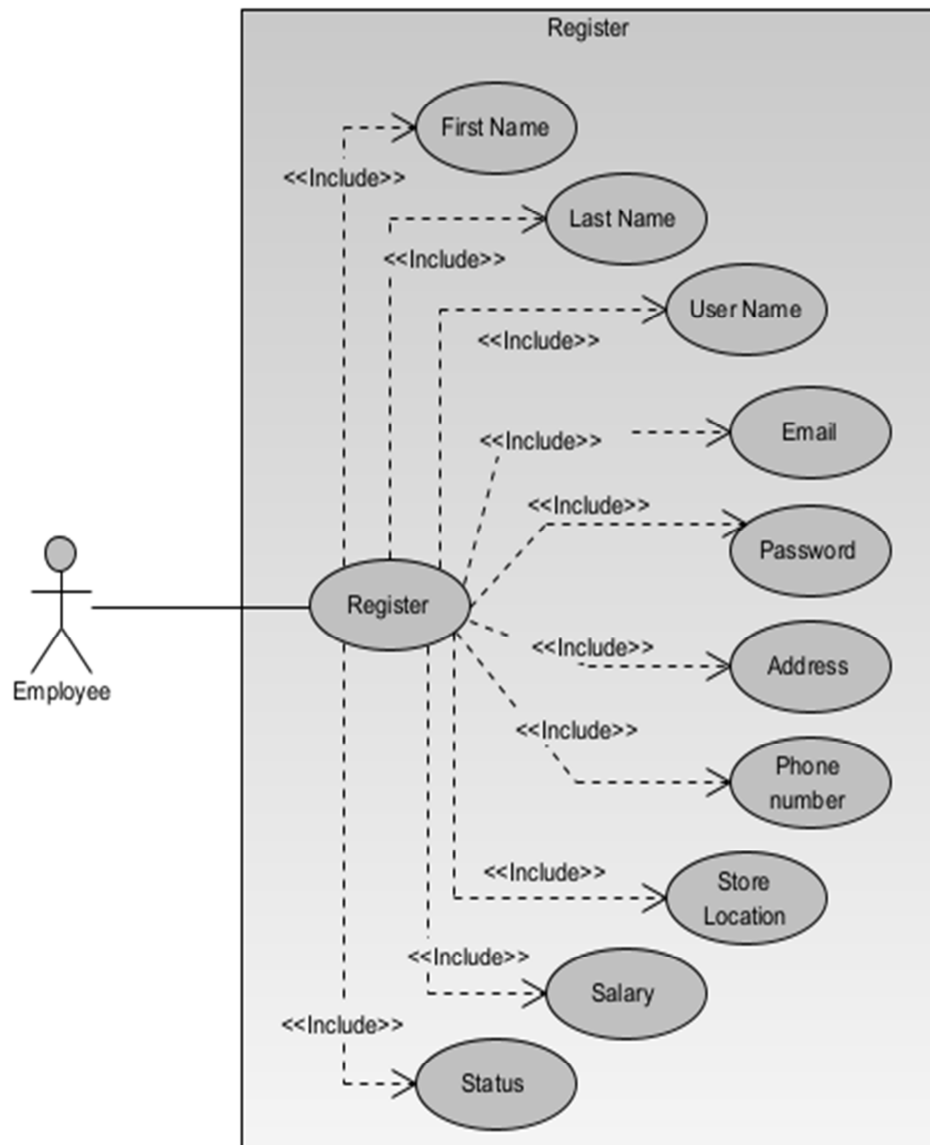 Register
First Name
<<Include>>
Last Name
<<Include>>
User Name
<<Include>>
Email
<<Include>>
<<Include>>
Password
Register
<<Include>>
Address
Employee
<<Include>>
Phone
number
<<Include>>
Store
Location
<<Include>>
Salary
<<Include>>
Status